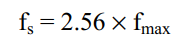 fₛ = 2.56 × fₘₐₓ